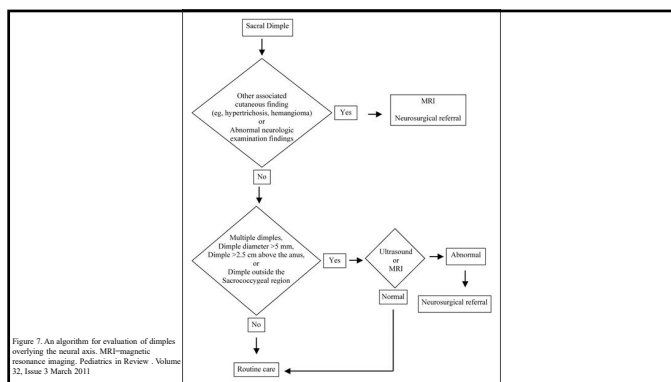 Sacral Dimple
Other associated
cutaneous finding
(eg, hypertrichosis, hemangioma)
or
Abnormal neurologic
examination findings
Yes
MRI
Neurosurgical referral
No
Multiple dimples,
Dimple diameter >5 mm,
Dimple >2.5 cm above the anus,
or
Dimple outside the
Sacrococcygeal region
Yes
Ultrasound
or
MRI
Abnormal
Normal
Neurosurgical referral
No
Routine care
Figure 7. An algorithm for evaluation of dimples
overlying the neural axis. MRI=magnetic
resonance imaging. Pediatrics in Review . Volume
32, Issue 3 March 2011